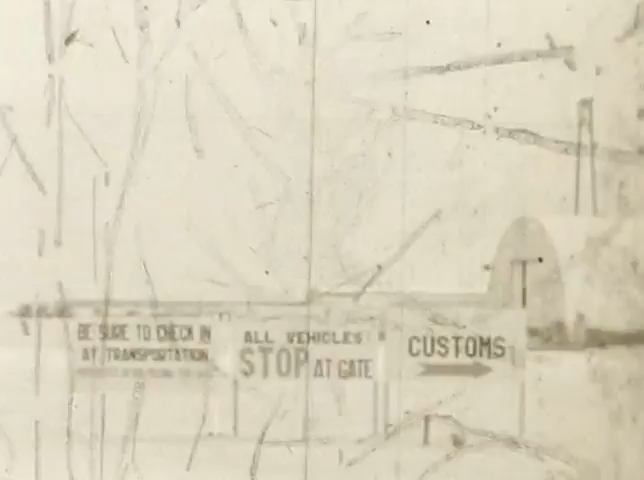 BE SURE TO CHECK IN
AT TRANSPORTATION
ALL VEHICLES
STOP AT GATE
CUSTOMS